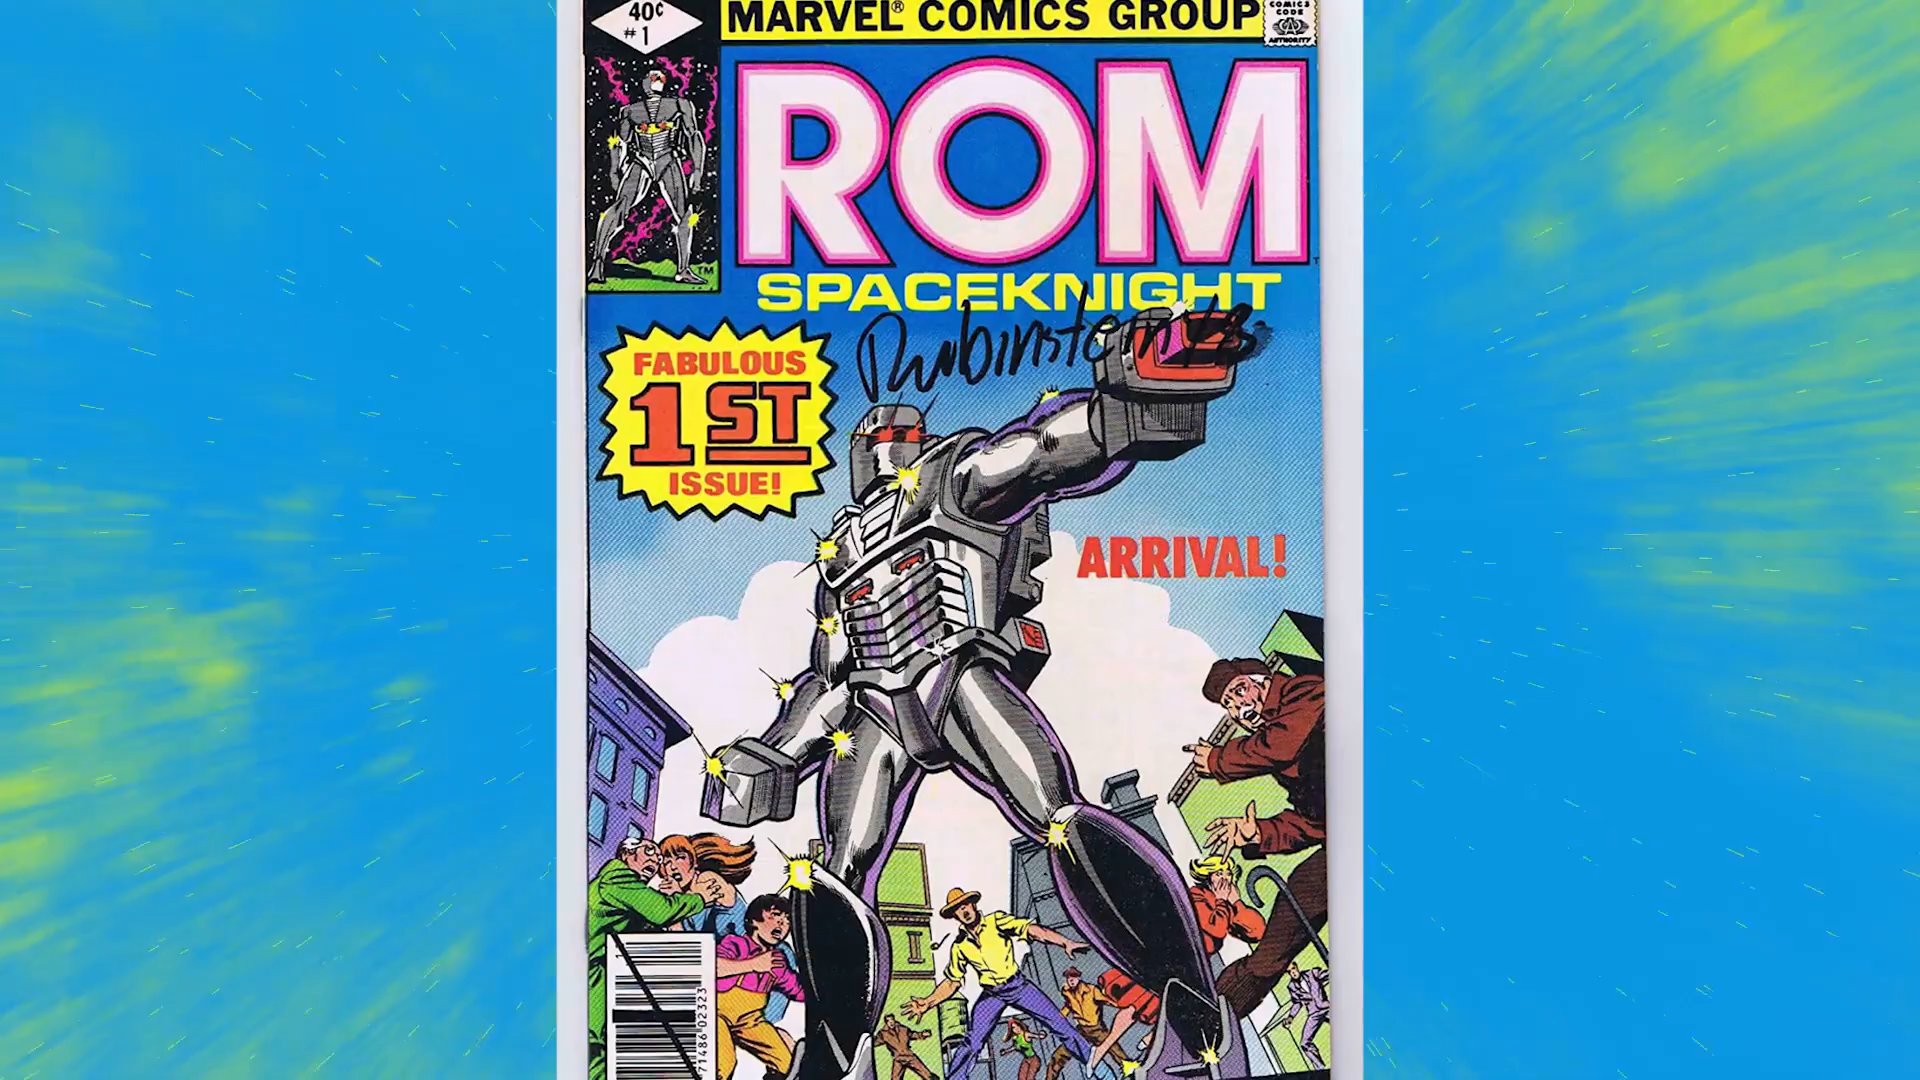 40¢
#1
MARVEL® COMICS GROUP
COMICS
CODE
AUTHORITY
ROM
TM
SPACEKNIGHT
Rubinstein
FABULOUS
1ST
ISSUE!
ARRIVAL!
71486 02323